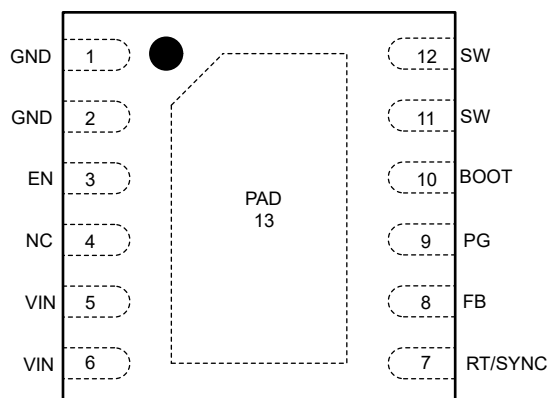 GND 1 12 SW
GND 2 11 SW
EN 3 10 BOOT
PAD
13
NC 4 9 PG
VIN 5 8 FB
VIN 6 7 RT/SYNC